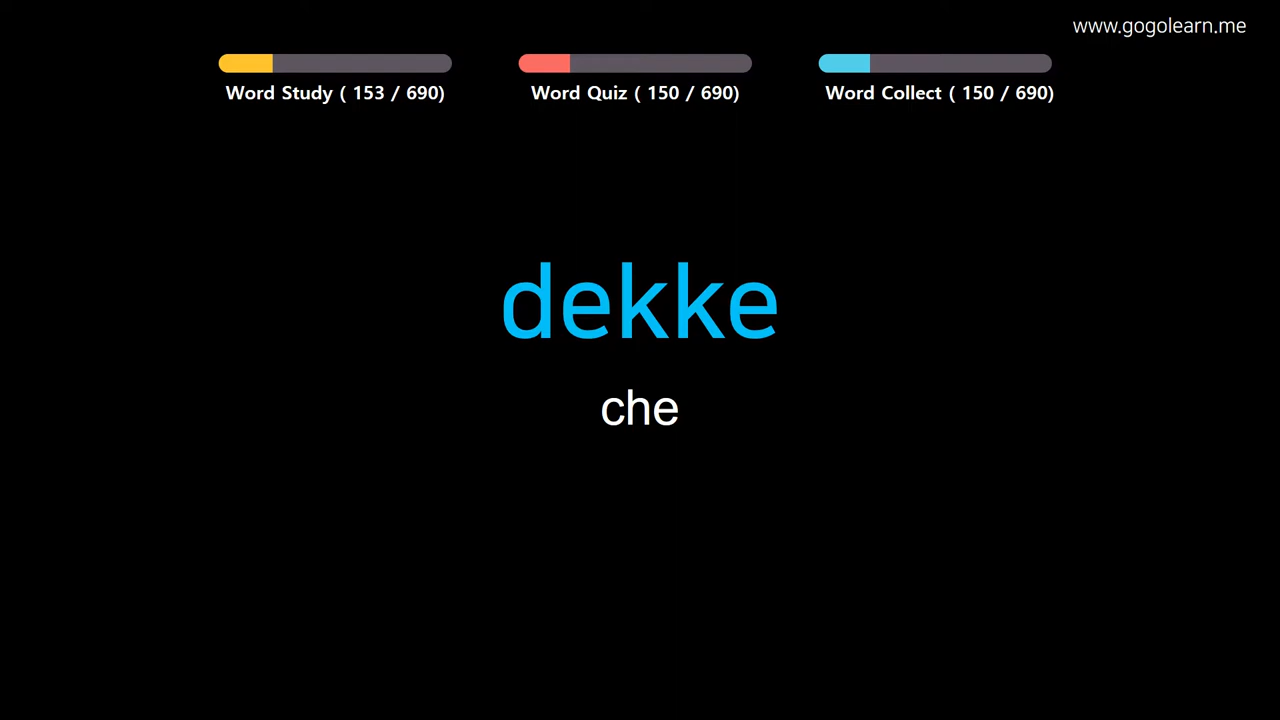 www.gogolearn.me
Word Study ( 153 / 690)
Word Quiz ( 150 / 690)
Word Collect ( 150 / 690)
dekke
che